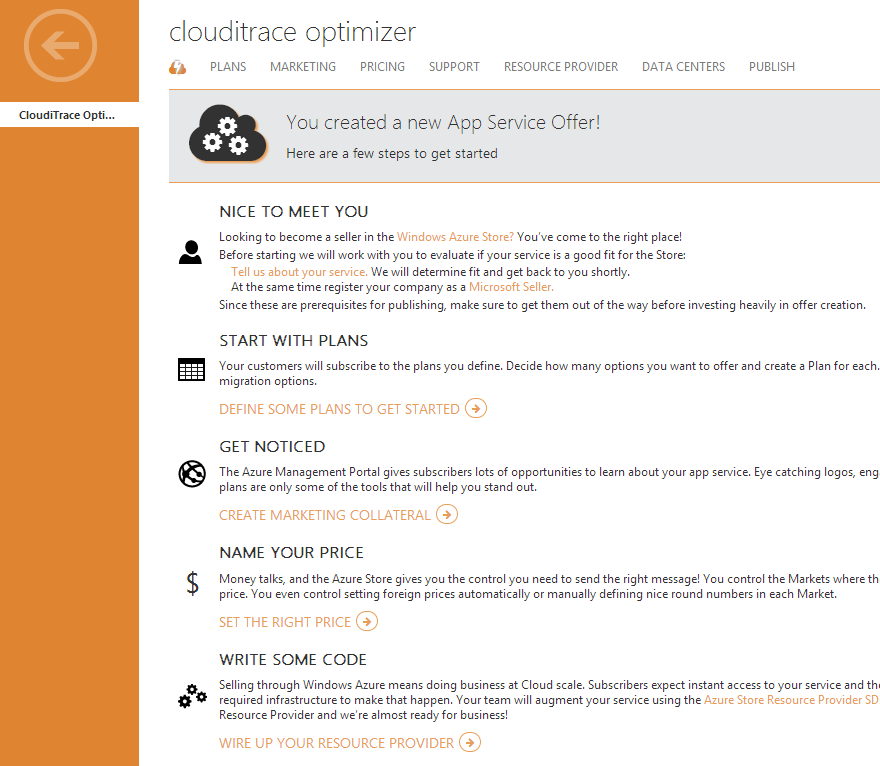 clouditrace optimizer
PLANS MARKETING PRICING SUPPORT RESOURCE PROVIDER DATA CENTERS PUBLISH
CloudiTrace Opti...
You created a new App Service Offer!
Here are a few steps to get started
NICE TO MEET YOU
Looking to become a seller in the Windows Azure Store? You've come to the right place!
Before starting we will work with you to evaluate if your service is a good fit for the Store:
Tell us about your service. We will determine fit and get back to you shortly.
At the same time register your company as a Microsoft Seller.
Since these are prerequisites for publishing, make sure to get them out of the way before investing heavily in offer creation.
START WITH PLANS
Your customers will subscribe to the plans you define. Decide how many options you want to offer and create a Plan for each.
migration options.
DEFINE SOME PLANS TO GET STARTED
GET NOTICED
The Azure Management Portal gives subscribers lots of opportunities to learn about your app service. Eye catching logos, eng
plans are only some of the tools that will help you stand out.
CREATE MARKETING COLLATERAL
NAME YOUR PRICE
$ Money talks, and the Azure Store gives you the control you need to send the right message! You control the Markets where th
price. You even control setting foreign prices automatically or manually defining nice round numbers in each Market.
SET THE RIGHT PRICE
WRITE SOME CODE
Selling through Windows Azure means doing business at Cloud scale. Subscribers expect instant access to your service and the
required infrastructure to make that happen. Your team will augment your service using the Azure Store Resource Provider SD
Resource Provider and we're almost ready for business!
WIRE UP YOUR RESOURCE PROVIDER